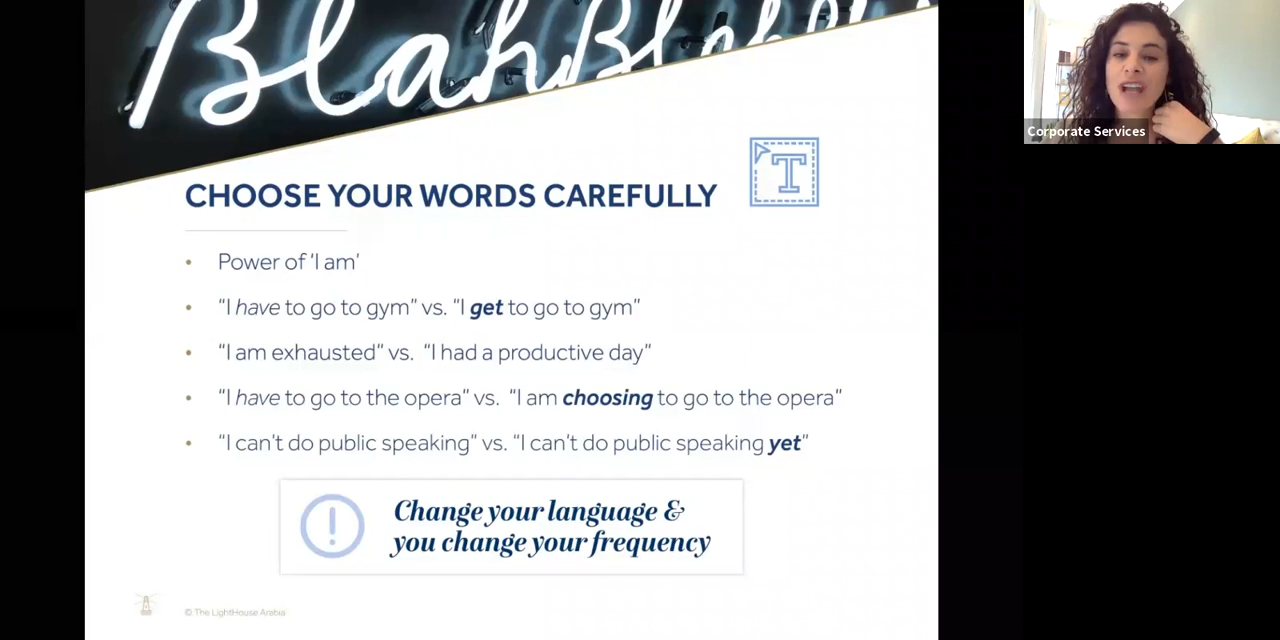 Blah Blah
CHOOSE YOUR WORDS CAREFULLY
T
• Power of ‘I am’
• “I have to go to gym” vs. “I get to go to gym”
• “I am exhausted” vs. “I had a productive day”
• “I have to go to the opera” vs. “I am choosing to go to the opera”
• “I can't do public speaking” vs. “I can't do public speaking yet”
!
Change your language &
you change your frequency
© The LightHouse Arabia
Corporate Services